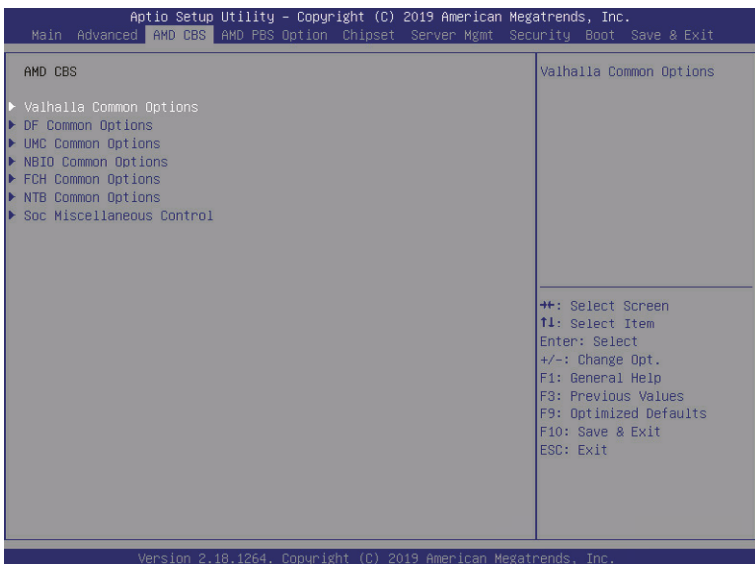 Aptio Setup Utility – Copyright (C) 2019 American Megatrends, Inc.
Main Advanced AMD CBS AMD PBS Option Chipset Server Mgmt Security Boot Save & Exit
AMD CBS
Valhalla Common Options
DF Common Options
UMC Common Options
NBIO Common Options
FCH Common Options
NTB Common Options
Soc Miscellaneous Control
Valhalla Common Options
→←: Select Screen
↑↓: Select Item
Enter: Select
+/-: Change Opt.
F1: General Help
F3: Previous Values
F9: Optimized Defaults
F10: Save & Exit
ESC: Exit
Version 2.18.1264. Copyright (C) 2019 American Megatrends, Inc.